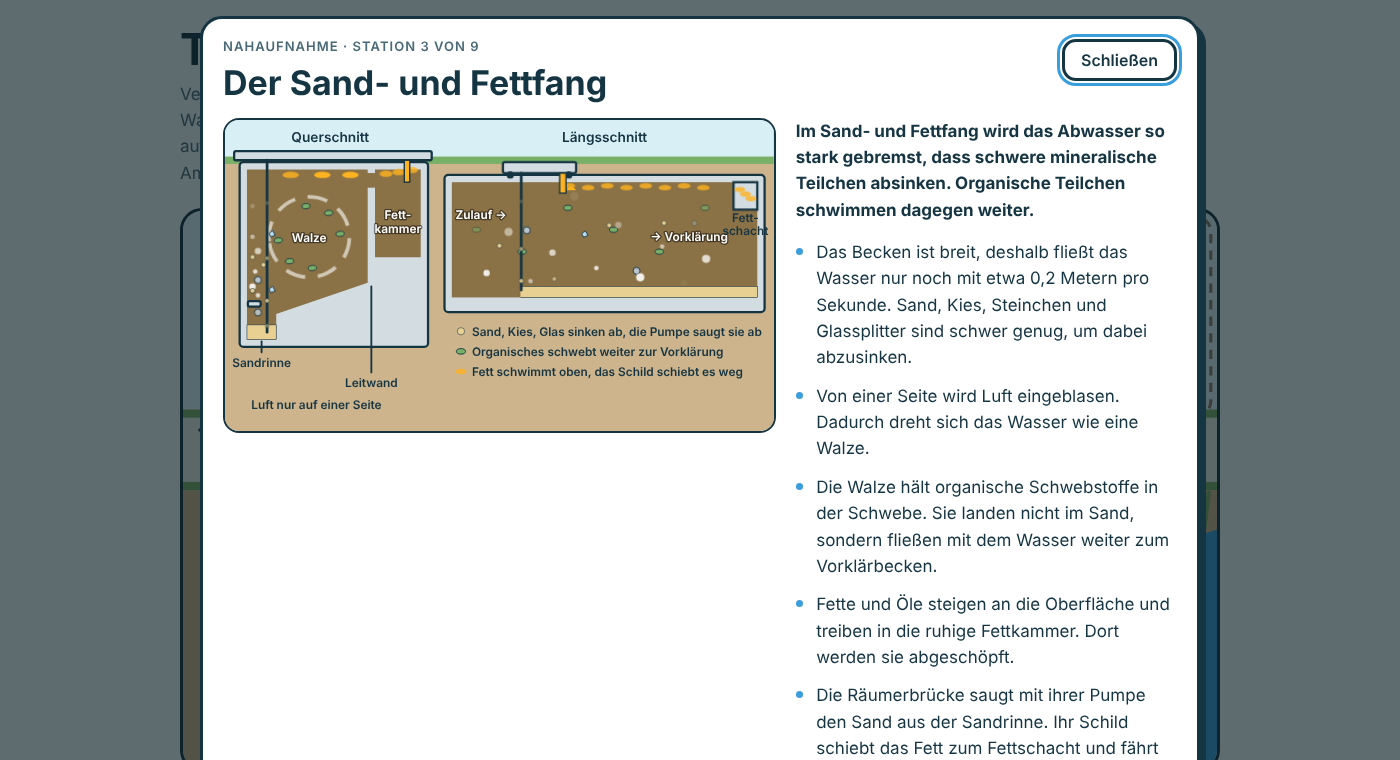 NAHAUFNAHME · STATION 3 VON 9
Schließen
Der Sand- und Fettfang
Querschnitt
Längsschnitt
Walze
Fett-
kammer
Zulauf →
→ Vorklärung
Fett-
schacht
Sandrinne
Leitwand
Luft nur auf einer Seite
Sand, Kies, Glas sinken ab, die Pumpe saugt sie ab
Organisches schwebt weiter zur Vorklärung
Fett schwimmt oben, das Schild schiebt es weg
Im Sand- und Fettfang wird das Abwasser so
stark gebremst, dass schwere mineralische
Teilchen absinken. Organische Teilchen
schwimmen dagegen weiter.
Das Becken ist breit, deshalb fließt das
Wasser nur noch mit etwa 0,2 Metern pro
Sekunde. Sand, Kies, Steinchen und
Glassplitter sind schwer genug, um dabei
abzusinken.
Von einer Seite wird Luft eingeblasen.
Dadurch dreht sich das Wasser wie eine
Walze.
Die Walze hält organische Schwebstoffe in
der Schwebe. Sie landen nicht im Sand,
sondern fließen mit dem Wasser weiter zum
Vorklärbecken.
Fette und Öle steigen an die Oberfläche und
treiben in die ruhige Fettkammer. Dort
werden sie abgeschöpft.
Die Räumerbrücke saugt mit ihrer Pumpe
den Sand aus der Sandrinne. Ihr Schild
schiebt das Fett zum Fettschacht und fährt